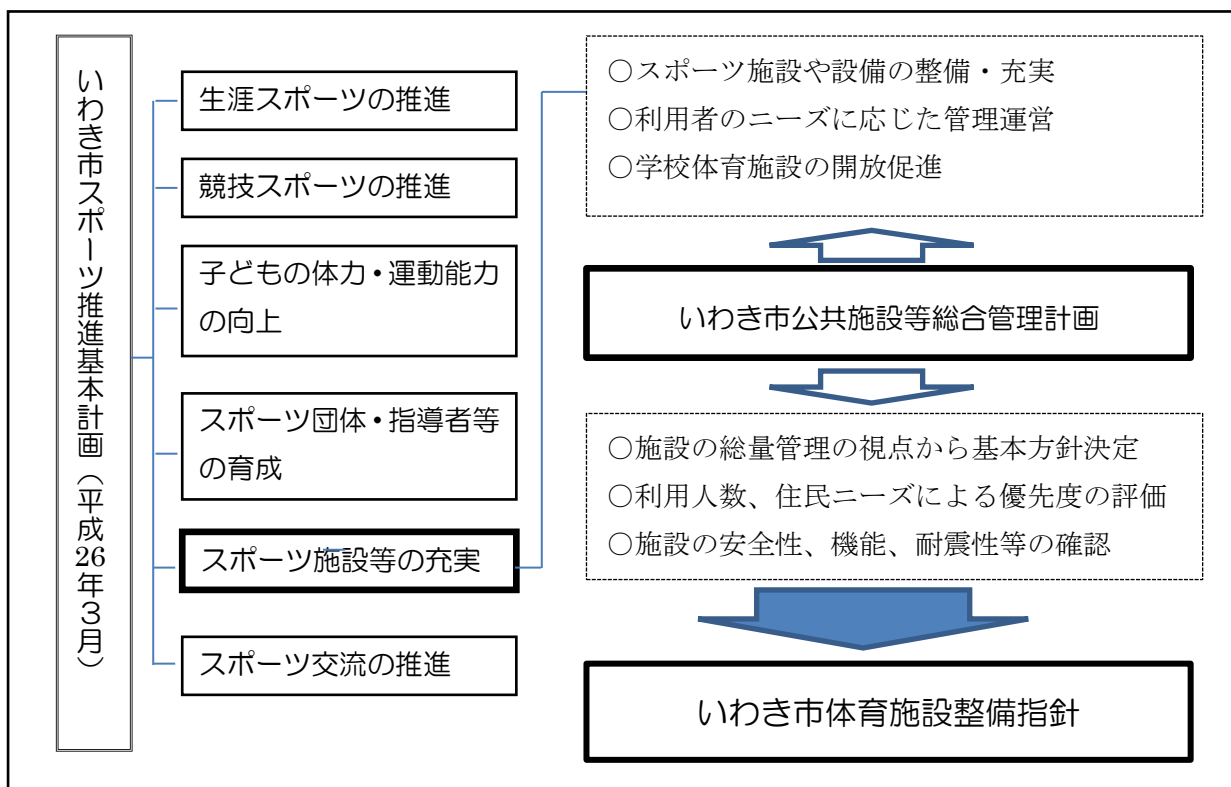 いわき市スポーツ推進基本計画（平成26年３月）
生涯スポーツの推進
競技スポーツの推進
子どもの体力・運動能力
の向上
スポーツ団体・指導者等
の育成
スポーツ施設等の充実
スポーツ交流の推進
○スポーツ施設や設備の整備・充実
○利用者のニーズに応じた管理運営
○学校体育施設の開放促進
いわき市公共施設等総合管理計画
○施設の総量管理の視点から基本方針決定
○利用人数、住民ニーズによる優先度の評価
○施設の安全性、機能、耐震性等の確認
いわき市体育施設整備指針